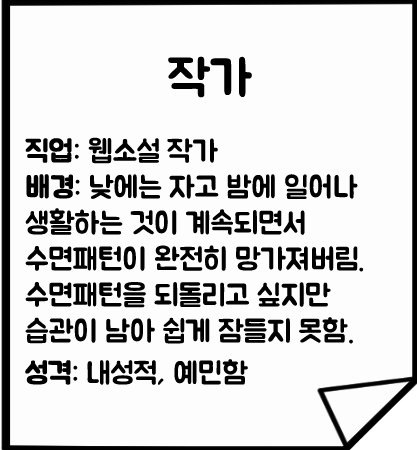 작가
직업: 웹소설 작가
배경: 낮에는 자고 밤에 일어나
생활하는 것이 계속되면서
수면패턴이 완전히 망가져버림.
수면패턴을 되돌리고 싶지만
습관이 남아 쉽게 잠들지 못함.
성격: 내성적, 예민함